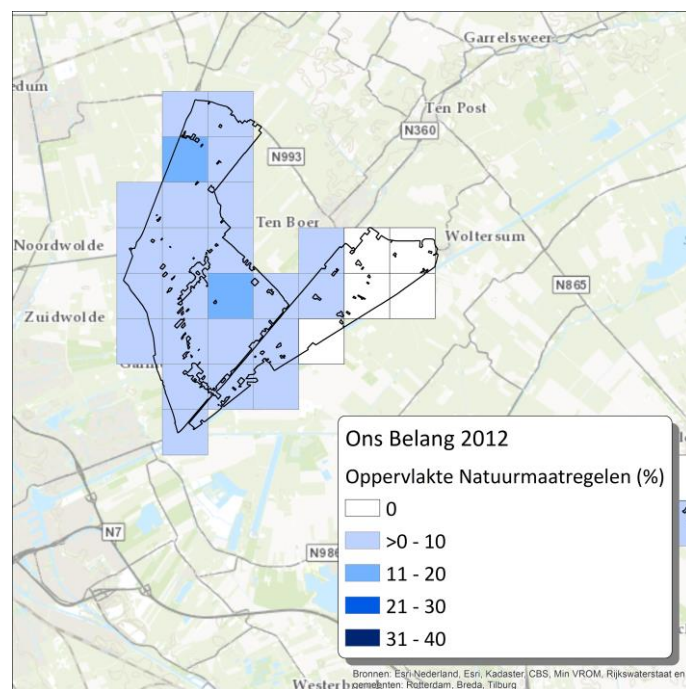 Garrelsweer
edum
Ten Post
N360
N993
Ten Boer
Noordwolde
Woltersum
N865
Zuidwolde
Ons Belang 2012
Oppervlakte Natuurmaatregelen (%)
0
>0 - 10
11 - 20
21 - 30
31 - 40
N7
Bronnen: Esri Nederland, Esri, Kadaster, CBS, Min VROM, Rijkswaterstaat en
gemeenten: Rotterdam, Breda, Tilburg